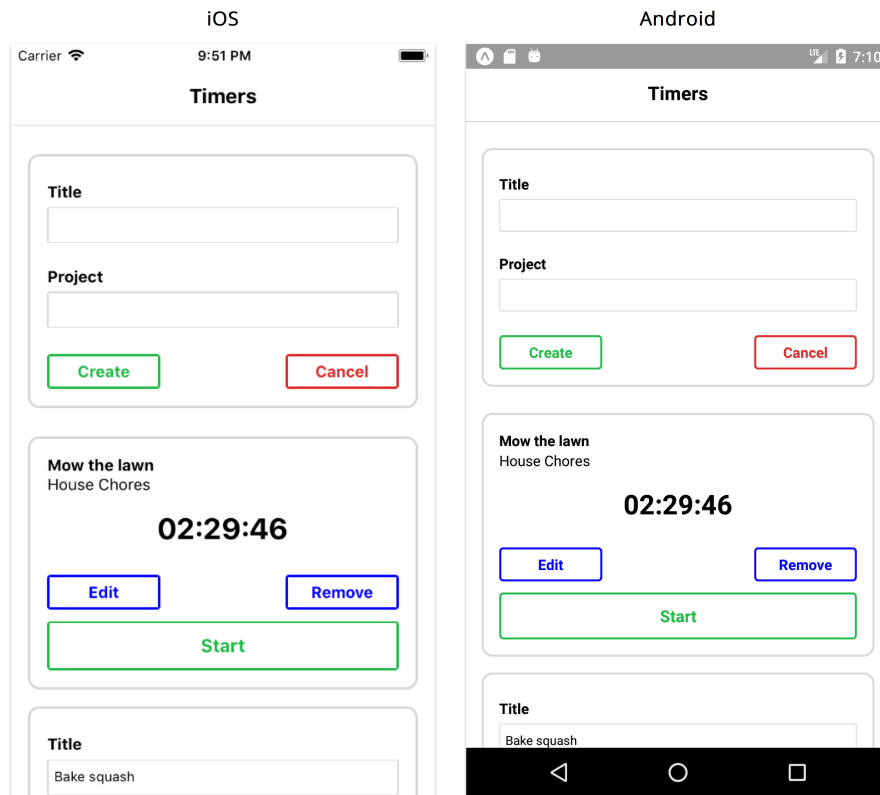 iOS
Carrier 9:51 PM
Timers
Title
Project
Create Cancel
Mow the lawn
House Chores
02:29:46
Edit Remove
Start
Title
Bake squash
Android
LTE 7:10
Timers
Title
Project
Create Cancel
Mow the lawn
House Chores
02:29:46
Edit Remove
Start
Title
Bake squash